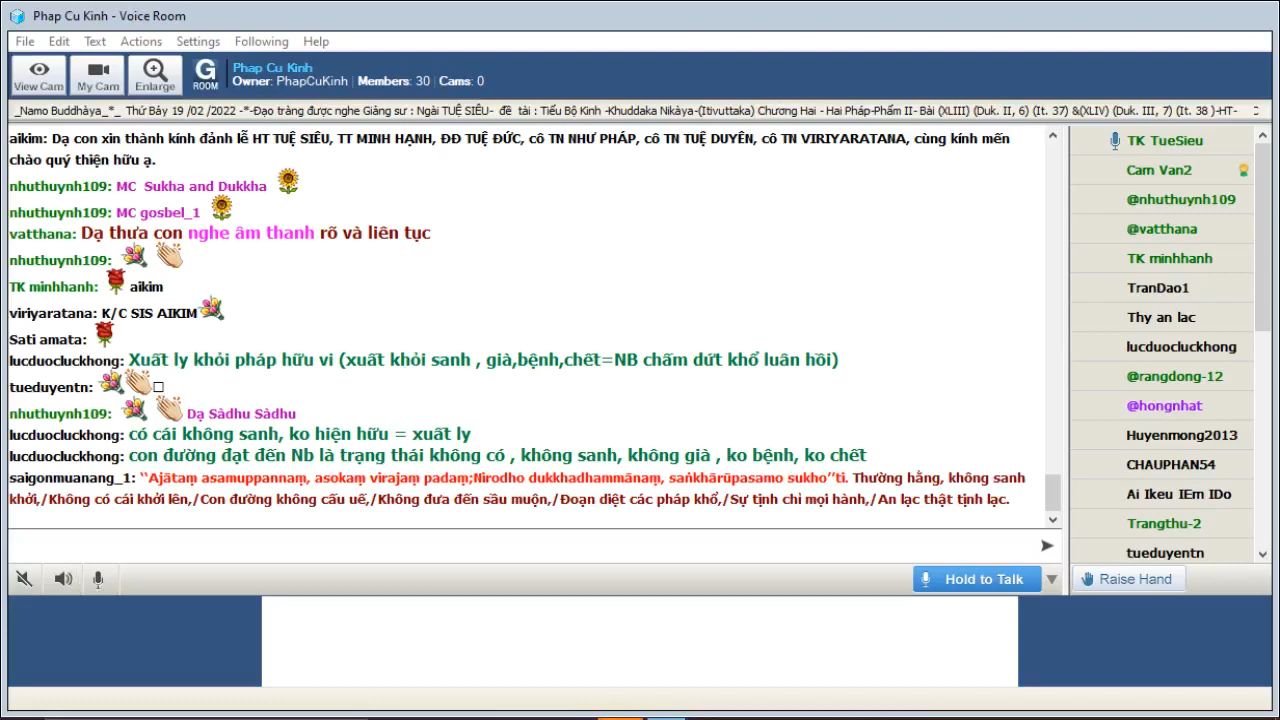 Phap Cu Kinh - Voice Room
File Edit Text Actions Settings Following Help
View Cam My Cam Enlarge G ROOM
Phap Cu Kinh
Owner: PhapCuKinh | Members: 30 | Cams: 0
_Namo Buddhàya_*_ Thứ Bảy 19 /02 /2022 -*-Đạo tràng được nghe Giảng sư : Ngài TUỆ SIÊU- đề tài : Tiểu Bộ Kinh -Khuddaka Nikàya-(Itivuttaka) Chương Hai - Hai Pháp-Phẩm II- Bài (XLIII) (Duk. II, 6) (It. 37) &(XLIV) (Duk. III, 7) (It. 38 )-HT-
aikim: Dạ con xin thành kính đảnh lễ HT TUỆ SIÊU, TT MINH HẠNH, ĐĐ TUỆ ĐỨC, cô TN NHƯ PHÁP, cô TN TUỆ DUYÊN, cô TN VIRIYARATANA, cùng kính mến
chào quý thiện hữu ạ.
nhuthuynh109: MC Sukha and Dukkha
nhuthuynh109: MC gosbel_1
vatthana: Dạ thưa con nghe âm thanh rõ và liên tục
nhuthuynh109:
TK minhhanh: aikim
viriyaratana: K/C SIS AIKIM
Sati amata:
lucduocluckhong: Xuất ly khỏi pháp hữu vi (xuất khỏi sanh , già,bệnh,chết=NB chấm dứt khổ luân hồi)
tueduyentn: □
nhuthuynh109: Dạ Sàdhu Sàdhu
lucduocluckhong: có cái không sanh, ko hiện hữu = xuất ly
lucduocluckhong: con đường đạt đến Nb là trạng thái không có , không sanh, không già , ko bệnh, ko chết
saigonmuanang_1: ‘‘Ajātaṃ asamuppannaṃ, asokaṃ virajaṃ padaṃ;Nirodho dukkhadhammānaṃ, saṅkhārūpasamo sukho’’ti. Thường hằng, không sanh
khởi,/Không có cái khởi lên,/Con đường không cấu uế,/Không đưa đến sầu muộn,/Đoạn diệt các pháp khổ,/Sự tịnh chỉ mọi hành,/An lạc thật tịnh lạc.
Hold to Talk
TK TueSieu
Cam Van2
@nhuthuynh109
@vatthana
TK minhhanh
TranDao1
Thy an lac
lucduocluckhong
@rangdong-12
@hongnhat
Huyenmong2013
CHAUPHAN54
Ai Ikeu IEm IDo
Trangthu-2
tueduyentn
Raise Hand